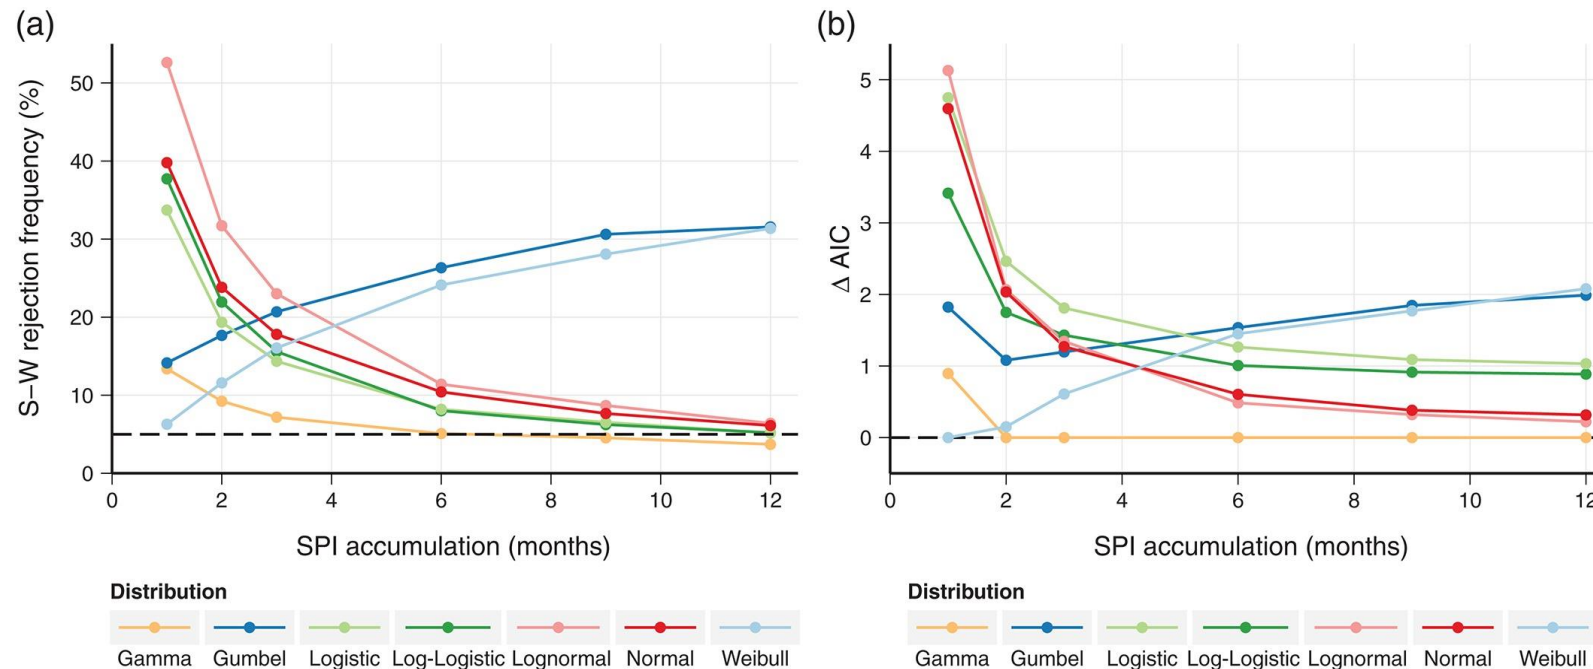 (a)
S–W rejection frequency (%)
50
40
30
20
10
0
0 2 4 6 8 10 12
SPI accumulation (months)
Distribution
Gamma Gumbel Logistic Log-Logistic Lognormal Normal Weibull
(b)
Δ AIC
5
4
3
2
1
0
0 2 4 6 8 10 12
SPI accumulation (months)
Distribution
Gamma Gumbel Logistic Log-Logistic Lognormal Normal Weibull